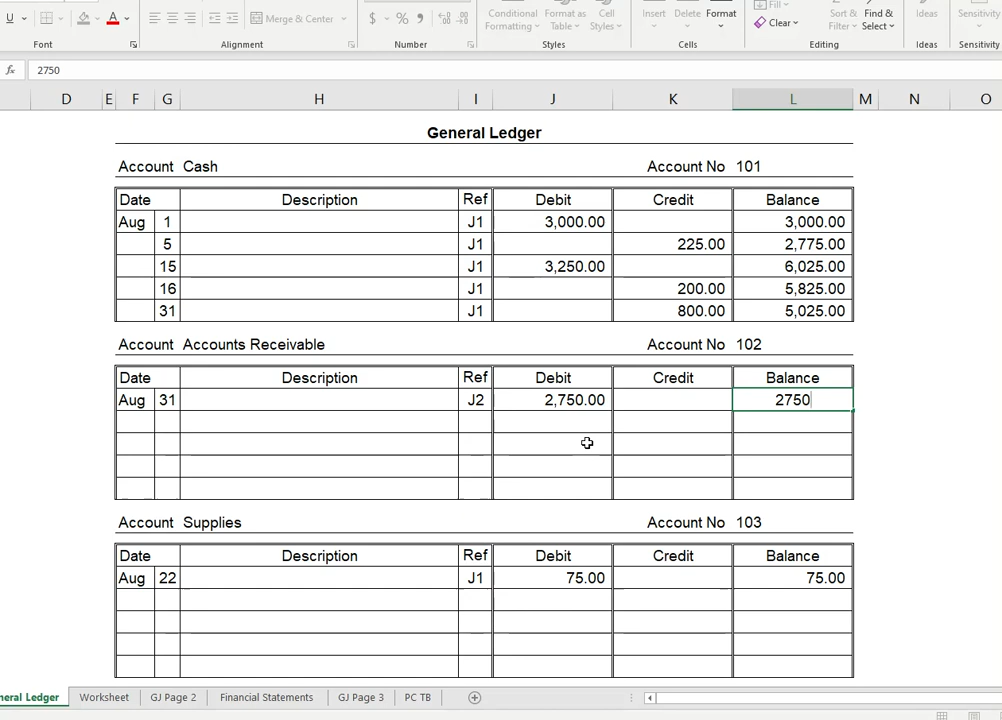 U A Merge & Center $ % Conditional Format as Cell Insert Delete Format Fill Sort & Find & Ideas Sensitivity
Formatting Table Styles Clear Filter Select
Font Alignment Number Styles Cells Editing Ideas Sensitivity
fx 2750
D E F G H I J K L M N O
General Ledger
Account Cash Account No 101
Date Description Ref Debit Credit Balance
Aug 1 J1 3,000.00 3,000.00
5 J1 225.00 2,775.00
15 J1 3,250.00 6,025.00
16 J1 200.00 5,825.00
31 J1 800.00 5,025.00
Account Accounts Receivable Account No 102
Date Description Ref Debit Credit Balance
Aug 31 J2 2,750.00 2750
Account Supplies Account No 103
Date Description Ref Debit Credit Balance
Aug 22 J1 75.00 75.00
neral Ledger Worksheet GJ Page 2 Financial Statements GJ Page 3 PC TB